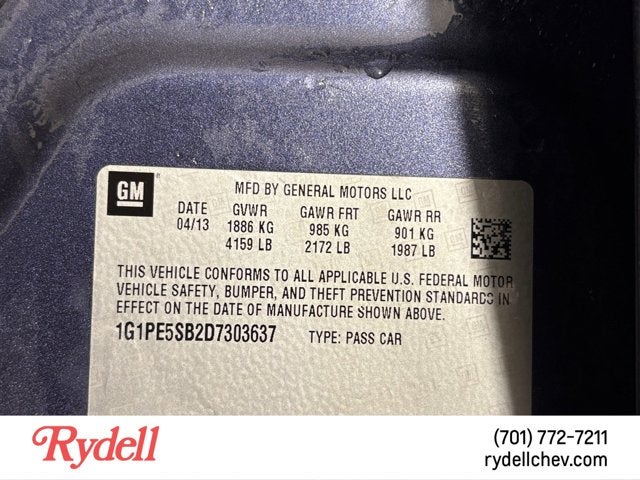 GM
MFD BY GENERAL MOTORS LLC
DATE GVWR GAWR FRT GAWR RR
04/13 1886 KG 985 KG 901 KG
4159 LB 2172 LB 1987 LB
THIS VEHICLE CONFORMS TO ALL APPLICABLE U.S. FEDERAL MOTOR
VEHICLE SAFETY, BUMPER, AND THEFT PREVENTION STANDARDS IN
EFFECT ON THE DATE OF MANUFACTURE SHOWN ABOVE.
1G1PE5SB2D7303637 TYPE: PASS CAR
Rydell
(701) 772-7211
rydellchev.com